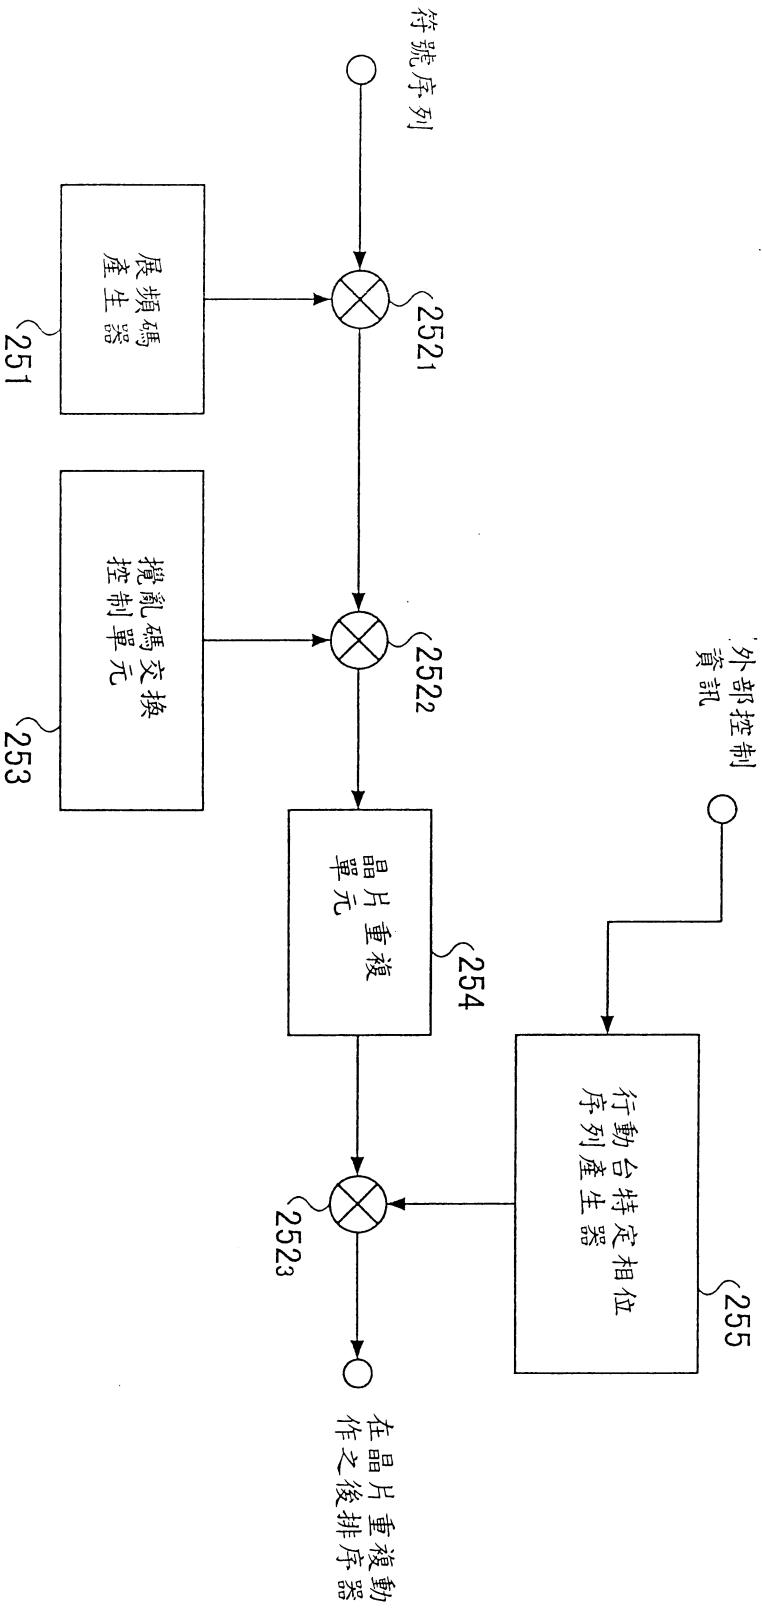 符號序列
展頻碼
產生器
251
252₁
攪亂碼交換
控制單元
253
252₂
外部控制
資訊
晶片重複
單元
254
行動台特定相位
序列產生器
255
252₃
在晶片重複動
作之後排序器